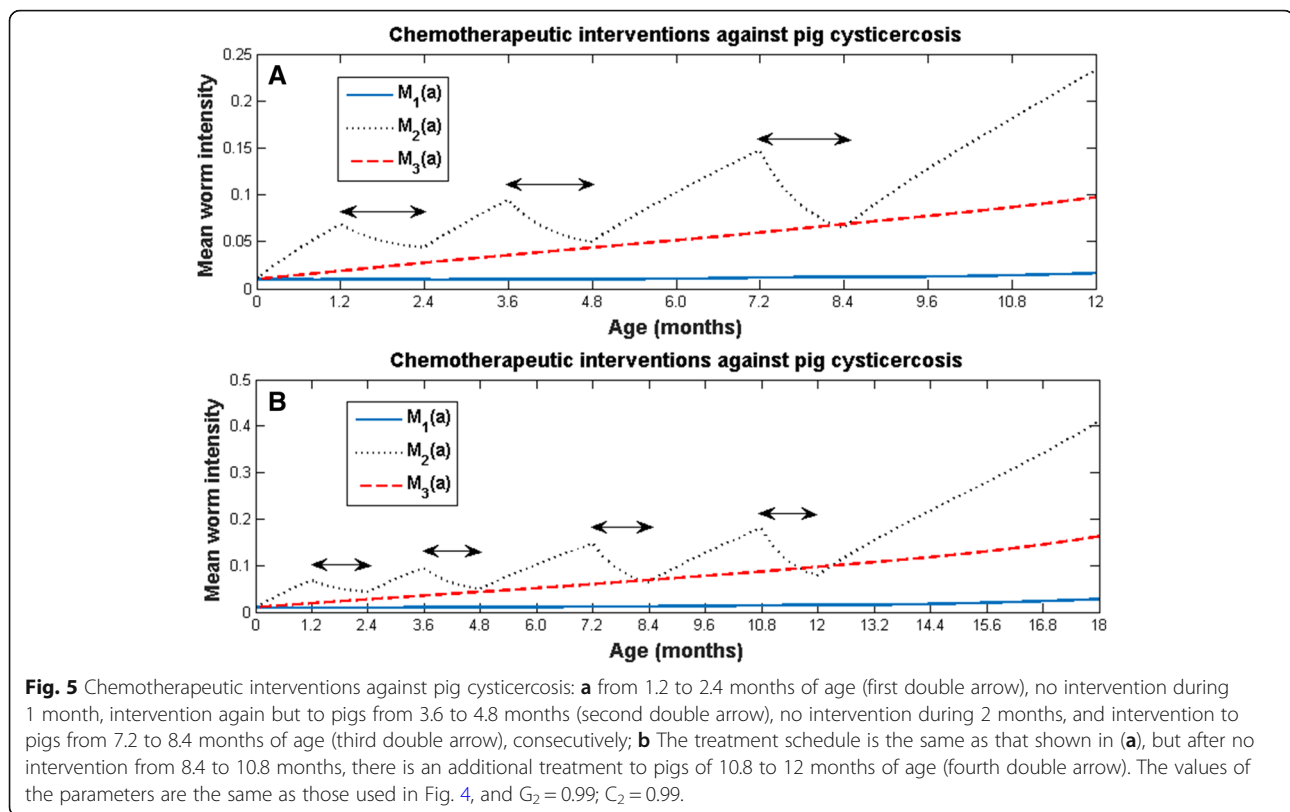 Chemotherapeutic interventions against pig cysticercosis
A
M1(a)
M2(a)
M3(a)
Mean worm intensity
0.25
0.2
0.15
0.1
0.05
0
0 1.2 2.4 3.6 4.8 6.0 7.2 8.4 9.6 10.8 12
Age (months)
Chemotherapeutic interventions against pig cysticercosis
B
M1(a)
M2(a)
M3(a)
Mean worm intensity
0.5
0.4
0.3
0.2
0.1
0
0 1.2 2.4 3.6 4.8 6.0 7.2 8.4 9.6 10.8 12 13.2 14.4 15.6 16.8 18
Age (months)
Fig. 5 Chemotherapeutic interventions against pig cysticercosis: a from 1.2 to 2.4 months of age (first double arrow), no intervention during
1 month, intervention again but to pigs from 3.6 to 4.8 months (second double arrow), no intervention during 2 months, and intervention to
pigs from 7.2 to 8.4 months of age (third double arrow), consecutively; b The treatment schedule is the same as that shown in (a), but after no
intervention from 8.4 to 10.8 months, there is an additional treatment to pigs of 10.8 to 12 months of age (fourth double arrow). The values of
the parameters are the same as those used in Fig. 4, and G2 = 0.99; C2 = 0.99.